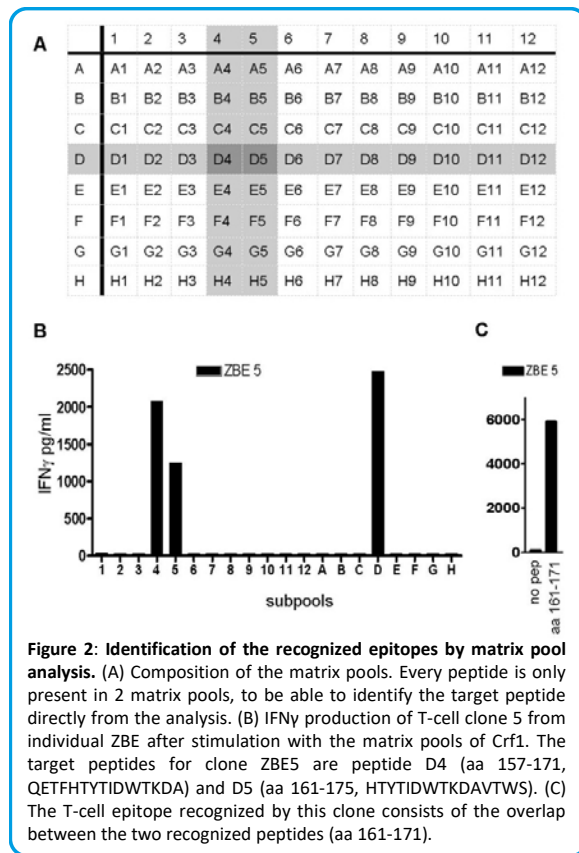 A
1 2 3 4 5 6 7 8 9 10 11 12
A A1 A2 A3 A4 A5 A6 A7 A8 A9 A10 A11 A12
B B1 B2 B3 B4 B5 B6 B7 B8 B9 B10 B11 B12
C C1 C2 C3 C4 C5 C6 C7 C8 C9 C10 C11 C12
D D1 D2 D3 D4 D5 D6 D7 D8 D9 D10 D11 D12
E E1 E2 E3 E4 E5 E6 E7 E8 E9 E10 E11 E12
F F1 F2 F3 F4 F5 F6 F7 F8 F9 F10 F11 F12
G G1 G2 G3 G4 G5 G6 G7 G8 G9 G10 G11 G12
H H1 H2 H3 H4 H5 H6 H7 H8 H9 H10 H11 H12
B
ZBE 5
IFNγ pg/ml
2500
2000
1500
1000
500
0
1 2 3 4 5 6 7 8 9 10 11 12 A B C D E F G H
subpools
C
ZBE 5
6000
4000
2000
0
no pep
aa 161-171
Figure 2: Identification of the recognized epitopes by matrix pool
analysis. (A) Composition of the matrix pools. Every peptide is only
present in 2 matrix pools, to be able to identify the target peptide
directly from the analysis. (B) IFNγ production of T-cell clone 5 from
individual ZBE after stimulation with the matrix pools of Crf1. The
target peptides for clone ZBE5 are peptide D4 (aa 157-171,
QETFHTYTIDWTKDA) and D5 (aa 161-175, HTYTIDWTKDAVTWS). (C)
The T-cell epitope recognized by this clone consists of the overlap
between the two recognized peptides (aa 161-171).